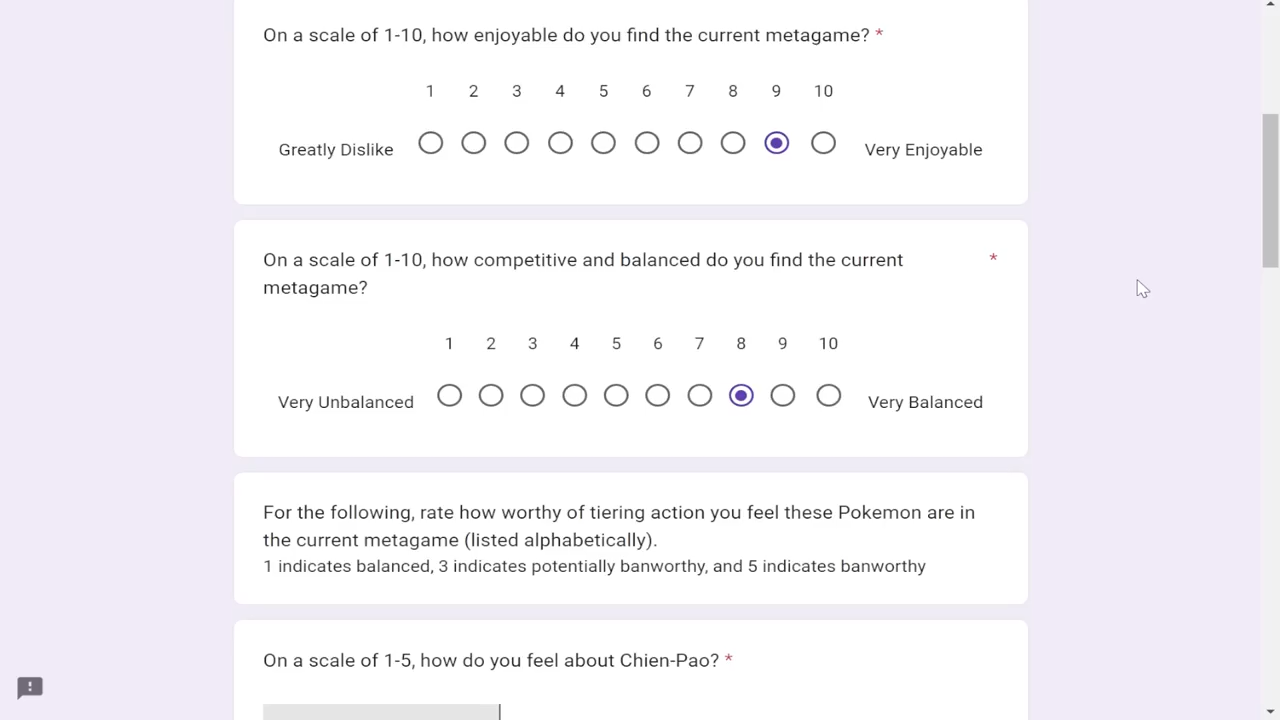 On a scale of 1-10, how enjoyable do you find the current metagame? *
1 2 3 4 5 6 7 8 9 10
Greatly Dislike Very Enjoyable
On a scale of 1-10, how competitive and balanced do you find the current *
metagame?
1 2 3 4 5 6 7 8 9 10
Very Unbalanced Very Balanced
For the following, rate how worthy of tiering action you feel these Pokemon are in
the current metagame (listed alphabetically).
1 indicates balanced, 3 indicates potentially banworthy, and 5 indicates banworthy
On a scale of 1-5, how do you feel about Chien-Pao? *